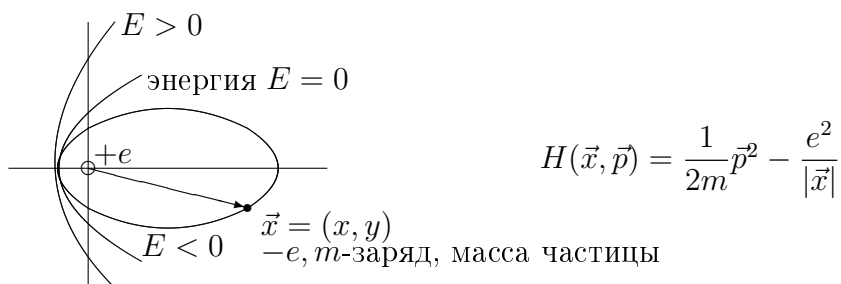 E > 0
энергия E = 0
+e
H(\vec{x}, \vec{p}) = \frac{1}{2m}\vec{p}^2 - \frac{e^2}{|\vec{x}|}
\vec{x} = (x, y)
E < 0
−e, m-заряд, масса частицы